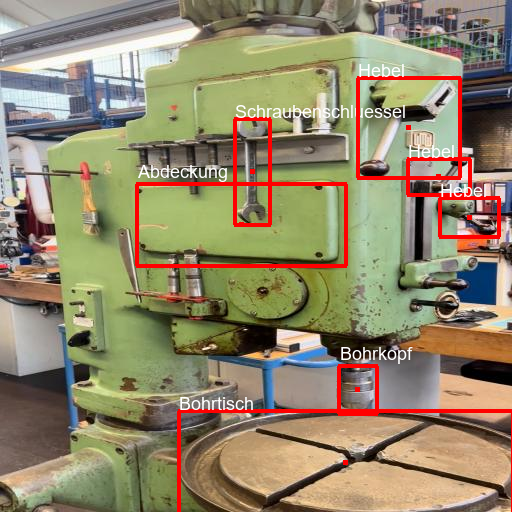 Hebel
Schraubenschluessel
Hebel
Abdeckung
Hebel
Bohrkopf
Bohrtisch